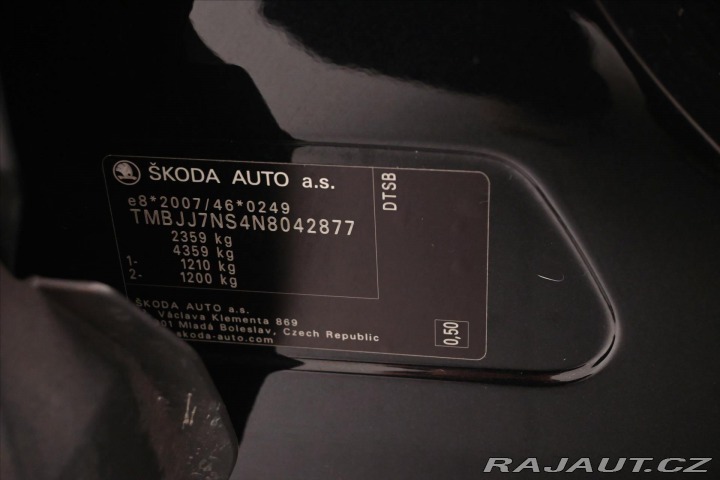 ŠKODA AUTO a.s.
e8*2007/46*0249
TMBJJ7NS4N8042877
2359 kg
4359 kg
1- 1210 kg
2- 1200 kg
DTSB
ŠKODA AUTO a.s.
Václava Klementa 869
01 Mladá Boleslav, Czech Republic
skoda-auto.com
0,50
RAJAUT.CZ